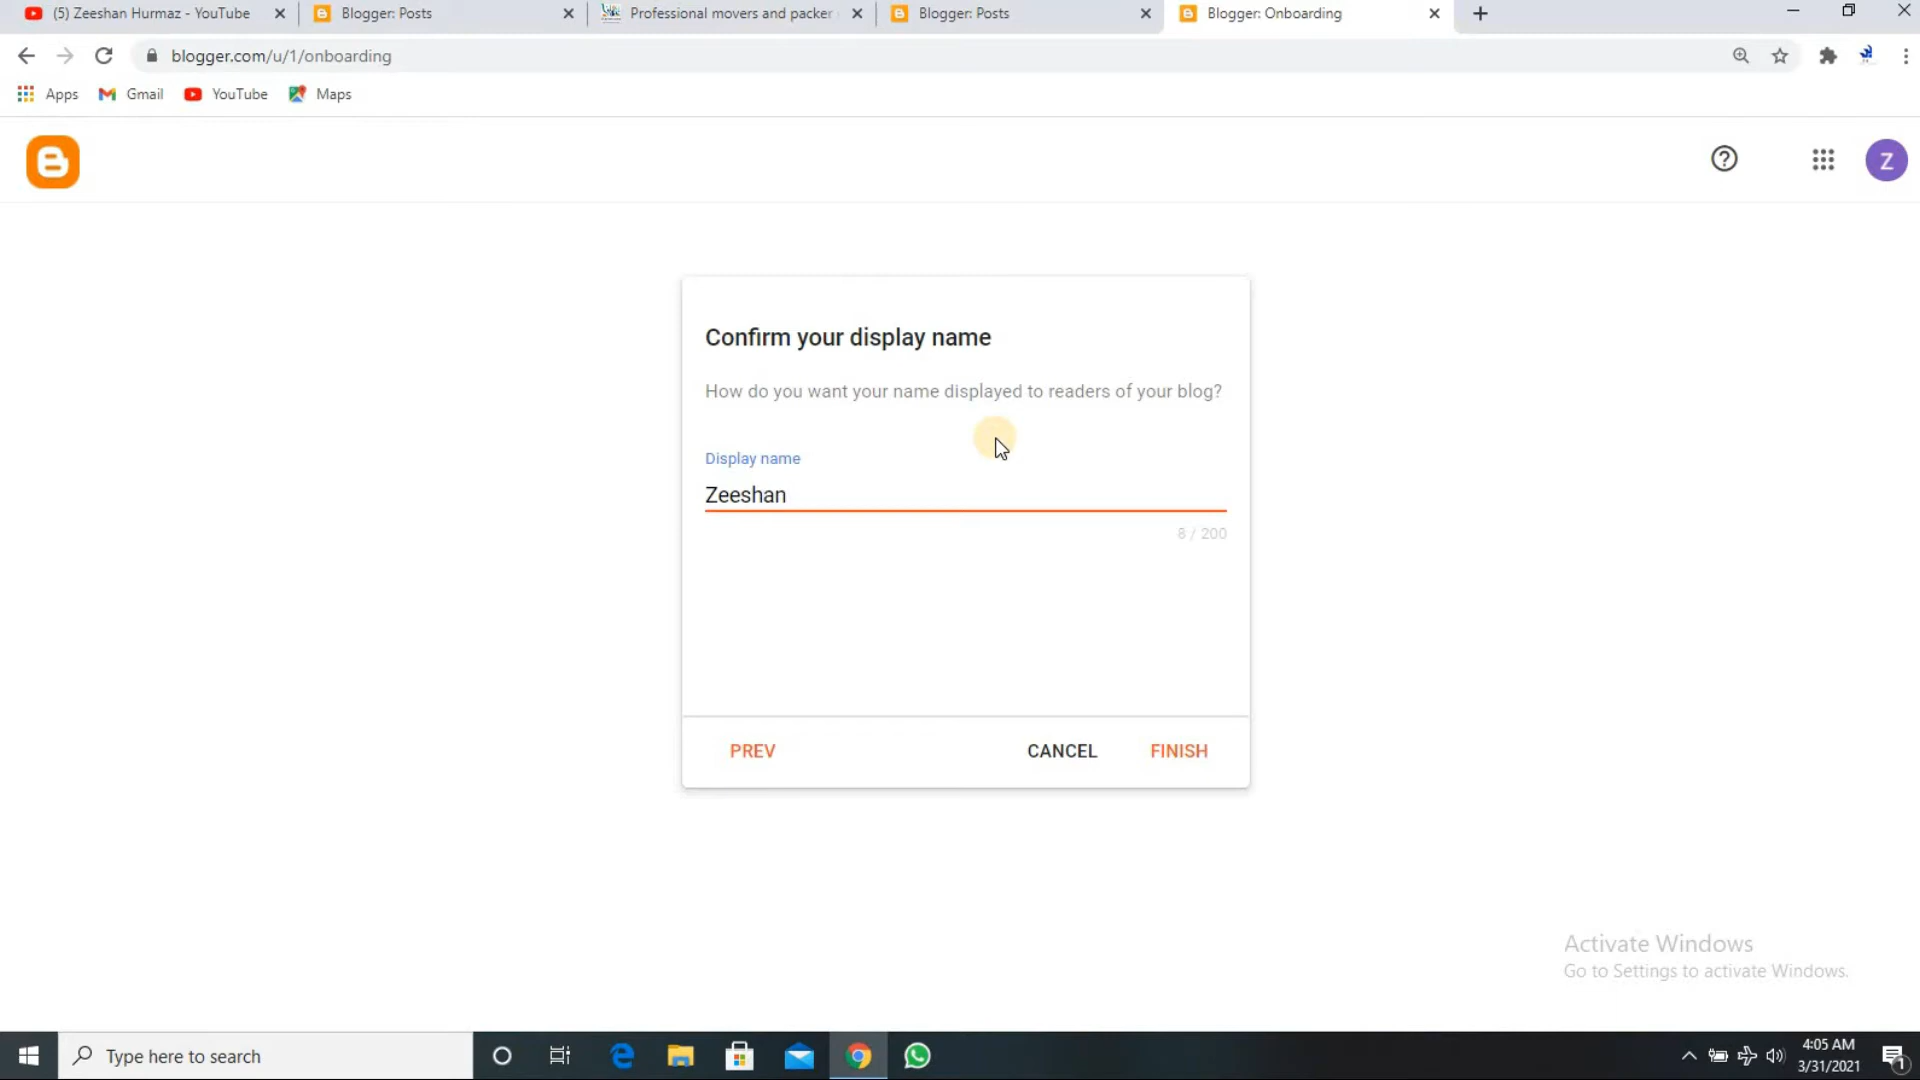 (5) Zeeshan Hurmaz - YouTube
Blogger: Posts
Professional movers and packer
Blogger: Posts
Blogger: Onboarding
blogger.com/u/1/onboarding
Apps
Gmail
YouTube
Maps
Z
Confirm your display name
How do you want your name displayed to readers of your blog?
Display name
Zeeshan
8 / 200
PREV
CANCEL
FINISH
Activate Windows
Go to Settings to activate Windows.
Type here to search
4:05 AM
3/31/2021
1